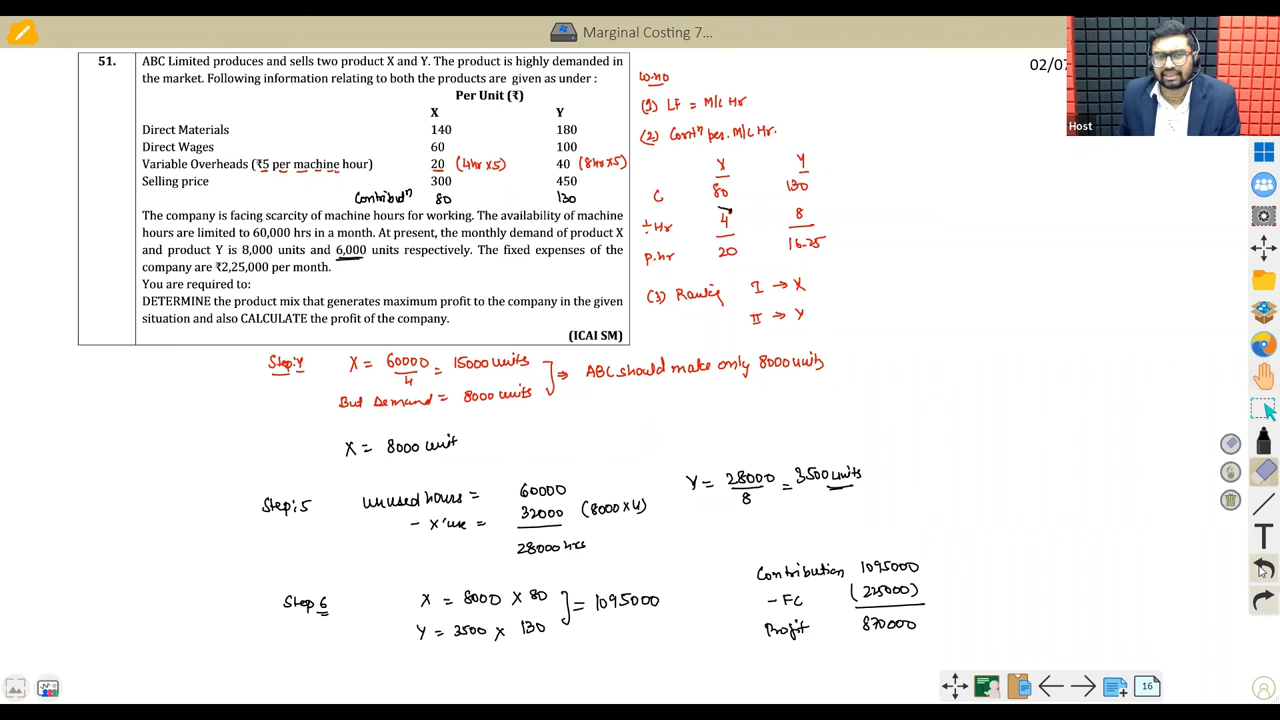 Marginal Costing 7...
02/0
Host
51.
ABC Limited produces and sells two product X and Y. The product is highly demanded in
the market. Following information relating to both the products are given as under :
Per Unit (₹)
X Y
Direct Materials 140 180
Direct Wages 60 100
Variable Overheads (₹5 per machine hour) 20 (4hr×5) 40 (8hr×5)
Selling price 300 450
Contribuⁿ 80 130
The company is facing scarcity of machine hours for working. The availability of machine
hours are limited to 60,000 hrs in a month. At present, the monthly demand of product X
and product Y is 8,000 units and 6,000 units respectively. The fixed expenses of the
company are ₹2,25,000 per month.
You are required to:
DETERMINE the product mix that generates maximum profit to the company in the given
situation and also CALCULATE the profit of the company.
(ICAI SM)
W.no
(1) LF = M/C Hr
(2) Contⁿ per. M/C Hr.
X Y
C 80 130
÷Hr 4 8
p.hr 20 16.25
(3) Ranking I → X
II → Y
Step:4 X = 60000/4 = 15000 units
But Demand = 8000 units
⇒ ABC should make only 8000 units
X = 8000 unit
Step:5 unused hours = 60000
- X'use = 32000 (8000×4)
28000 hrs
Y = 28000/8 = 3500 units
Step 6 X = 8000 × 80
Y = 3500 × 130
= 1095000
Contribution 1095000
- FC (225000)
Profit 870000
T
16